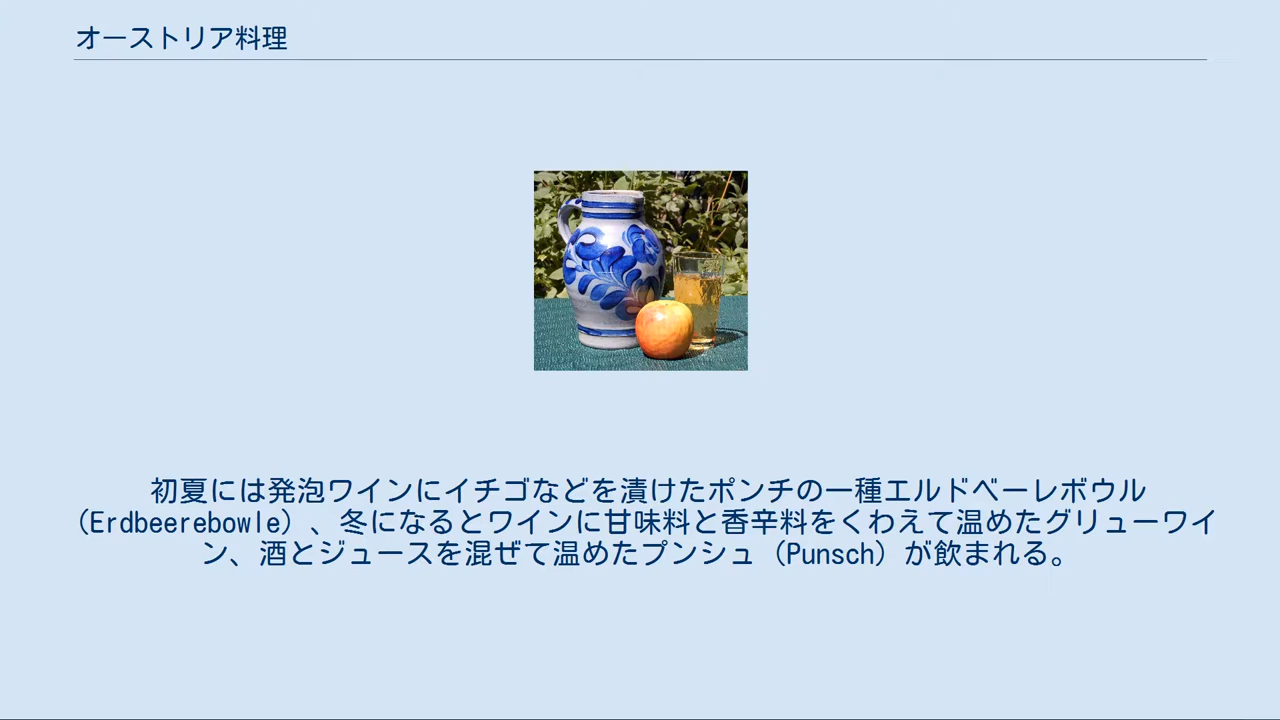 オーストリア料理
初夏には発泡ワインにイチゴなどを漬けたポンチの一種エルドベーレボウル
（Erdbeerebowle）、冬になるとワインに甘味料と香辛料をくわえて温めたグリューワイ
ン、酒とジュースを混ぜて温めたプンシュ（Punsch）が飲まれる。